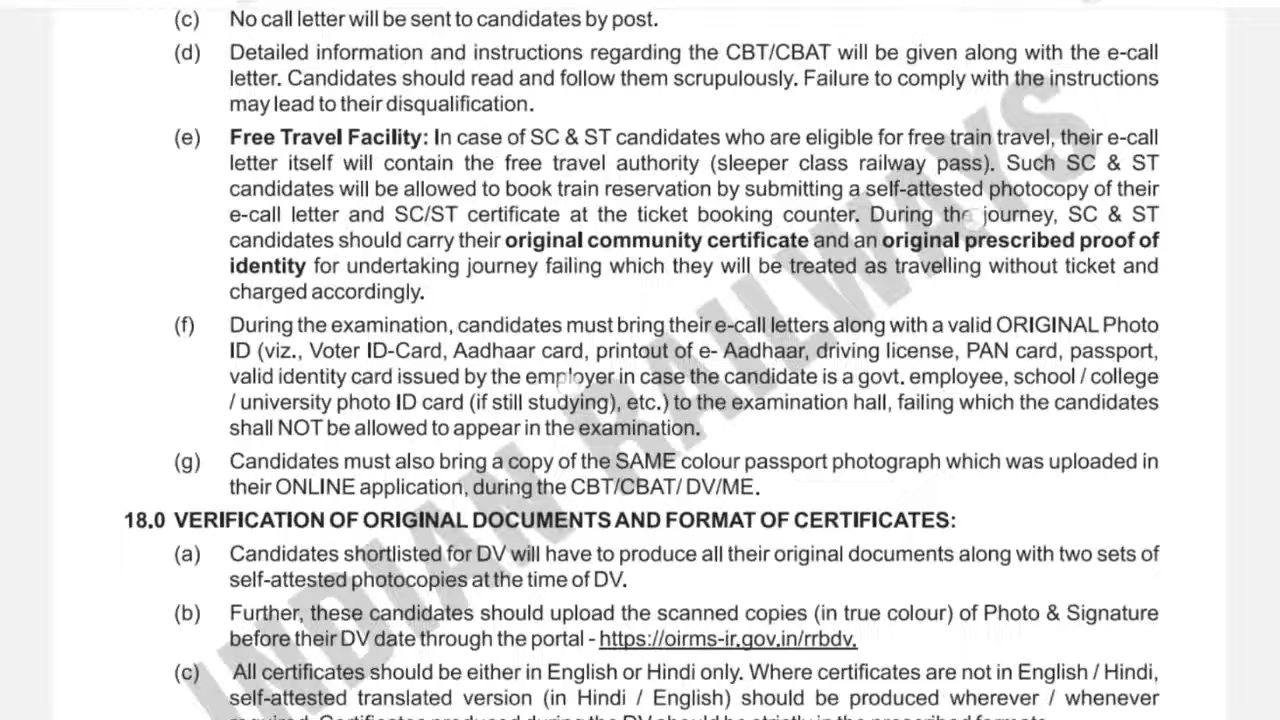 (c) No call letter will be sent to candidates by post.
(d) Detailed information and instructions regarding the CBT/CBAT will be given along with the e-call
letter. Candidates should read and follow them scrupulously. Failure to comply with the instructions
may lead to their disqualification.
(e) Free Travel Facility: In case of SC & ST candidates who are eligible for free train travel, their e-call
letter itself will contain the free travel authority (sleeper class railway pass). Such SC & ST
candidates will be allowed to book train reservation by submitting a self-attested photocopy of their
e-call letter and SC/ST certificate at the ticket booking counter. During the journey, SC & ST
candidates should carry their original community certificate and an original prescribed proof of
identity for undertaking journey failing which they will be treated as travelling without ticket and
charged accordingly.
(f) During the examination, candidates must bring their e-call letters along with a valid ORIGINAL Photo
ID (viz., Voter ID-Card, Aadhaar card, printout of e- Aadhaar, driving license, PAN card, passport,
valid identity card issued by the employer in case the candidate is a govt. employee, school / college
/ university photo ID card (if still studying), etc.) to the examination hall, failing which the candidates
shall NOT be allowed to appear in the examination.
(g) Candidates must also bring a copy of the SAME colour passport photograph which was uploaded in
their ONLINE application, during the CBT/CBAT/ DV/ME.
18.0 VERIFICATION OF ORIGINAL DOCUMENTS AND FORMAT OF CERTIFICATES:
(a) Candidates shortlisted for DV will have to produce all their original documents along with two sets of
self-attested photocopies at the time of DV.
(b) Further, these candidates should upload the scanned copies (in true colour) of Photo & Signature
before their DV date through the portal - https://oirms-ir.gov.in/rrbdv.
(c) All certificates should be either in English or Hindi only. Where certificates are not in English / Hindi,
self-attested translated version (in Hindi / English) should be produced wherever / whenever
required. Certificates produced during the DV should be strictly in the prescribed formats
INDIAN RAILWAYS